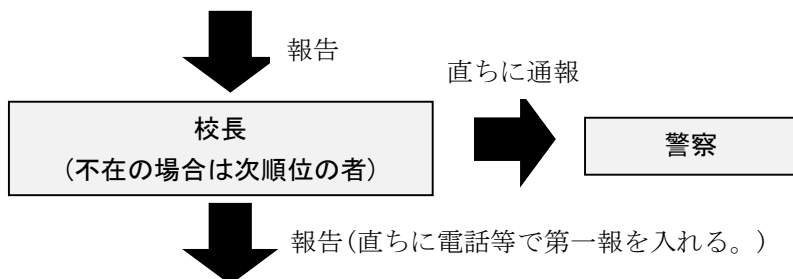 報告
直ちに通報
校長
（不在の場合は次順位の者）
警察
報告(直ちに電話等で第一報を入れる。)